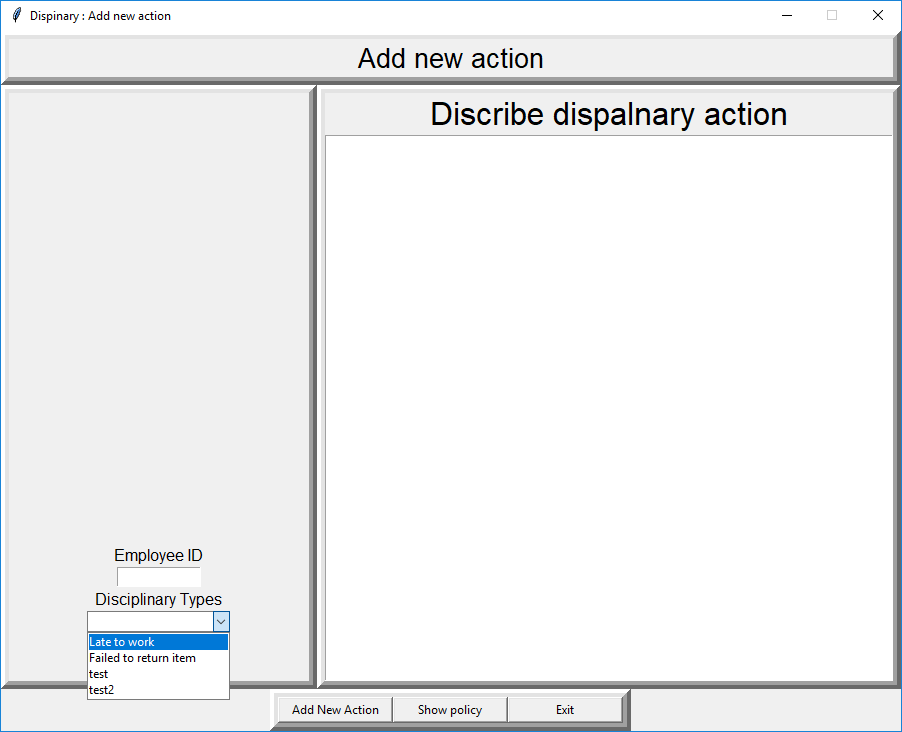 Dispinary : Add new action
Add new action
Discribe dispalnary action
Employee ID
Disciplinary Types
Late to work
Failed to return item
test
test2
Add New Action
Show policy
Exit